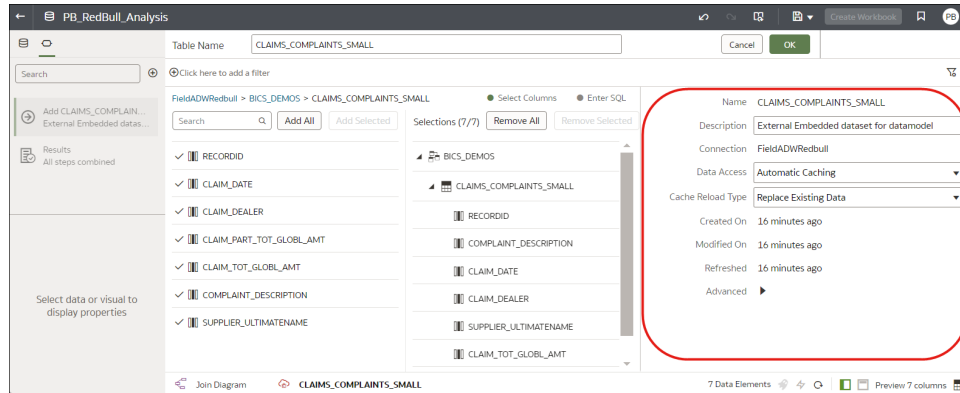 PB_RedBull_Analysis
Create Workbook
PB
Table Name
CLAIMS_COMPLAINTS_SMALL
Cancel
OK
Search
Click here to add a filter
Add CLAIMS_COMPLAIN...
External Embedded datas...
Results
All steps combined
Select data or visual to
display properties
FieldADWRedbull > BICS_DEMOS > CLAIMS_COMPLAINTS_SMALL
Select Columns
Enter SQL
Search
Add All
Add Selected
Selections (7/7)
Remove All
Remove Selected
RECORDID
CLAIM_DATE
CLAIM_DEALER
CLAIM_PART_TOT_GLOBL_AMT
CLAIM_TOT_GLOBL_AMT
COMPLAINT_DESCRIPTION
SUPPLIER_ULTIMATENAME
BICS_DEMOS
CLAIMS_COMPLAINTS_SMALL
RECORDID
COMPLAINT_DESCRIPTION
CLAIM_DATE
CLAIM_DEALER
SUPPLIER_ULTIMATENAME
CLAIM_TOT_GLOBL_AMT
Name CLAIMS_COMPLAINTS_SMALL
Description External Embedded dataset for datamodel
Connection FieldADWRedbull
Data Access Automatic Caching
Cache Reload Type Replace Existing Data
Created On 16 minutes ago
Modified On 16 minutes ago
Refreshed 16 minutes ago
Advanced
Join Diagram
CLAIMS_COMPLAINTS_SMALL
7 Data Elements
Preview 7 columns